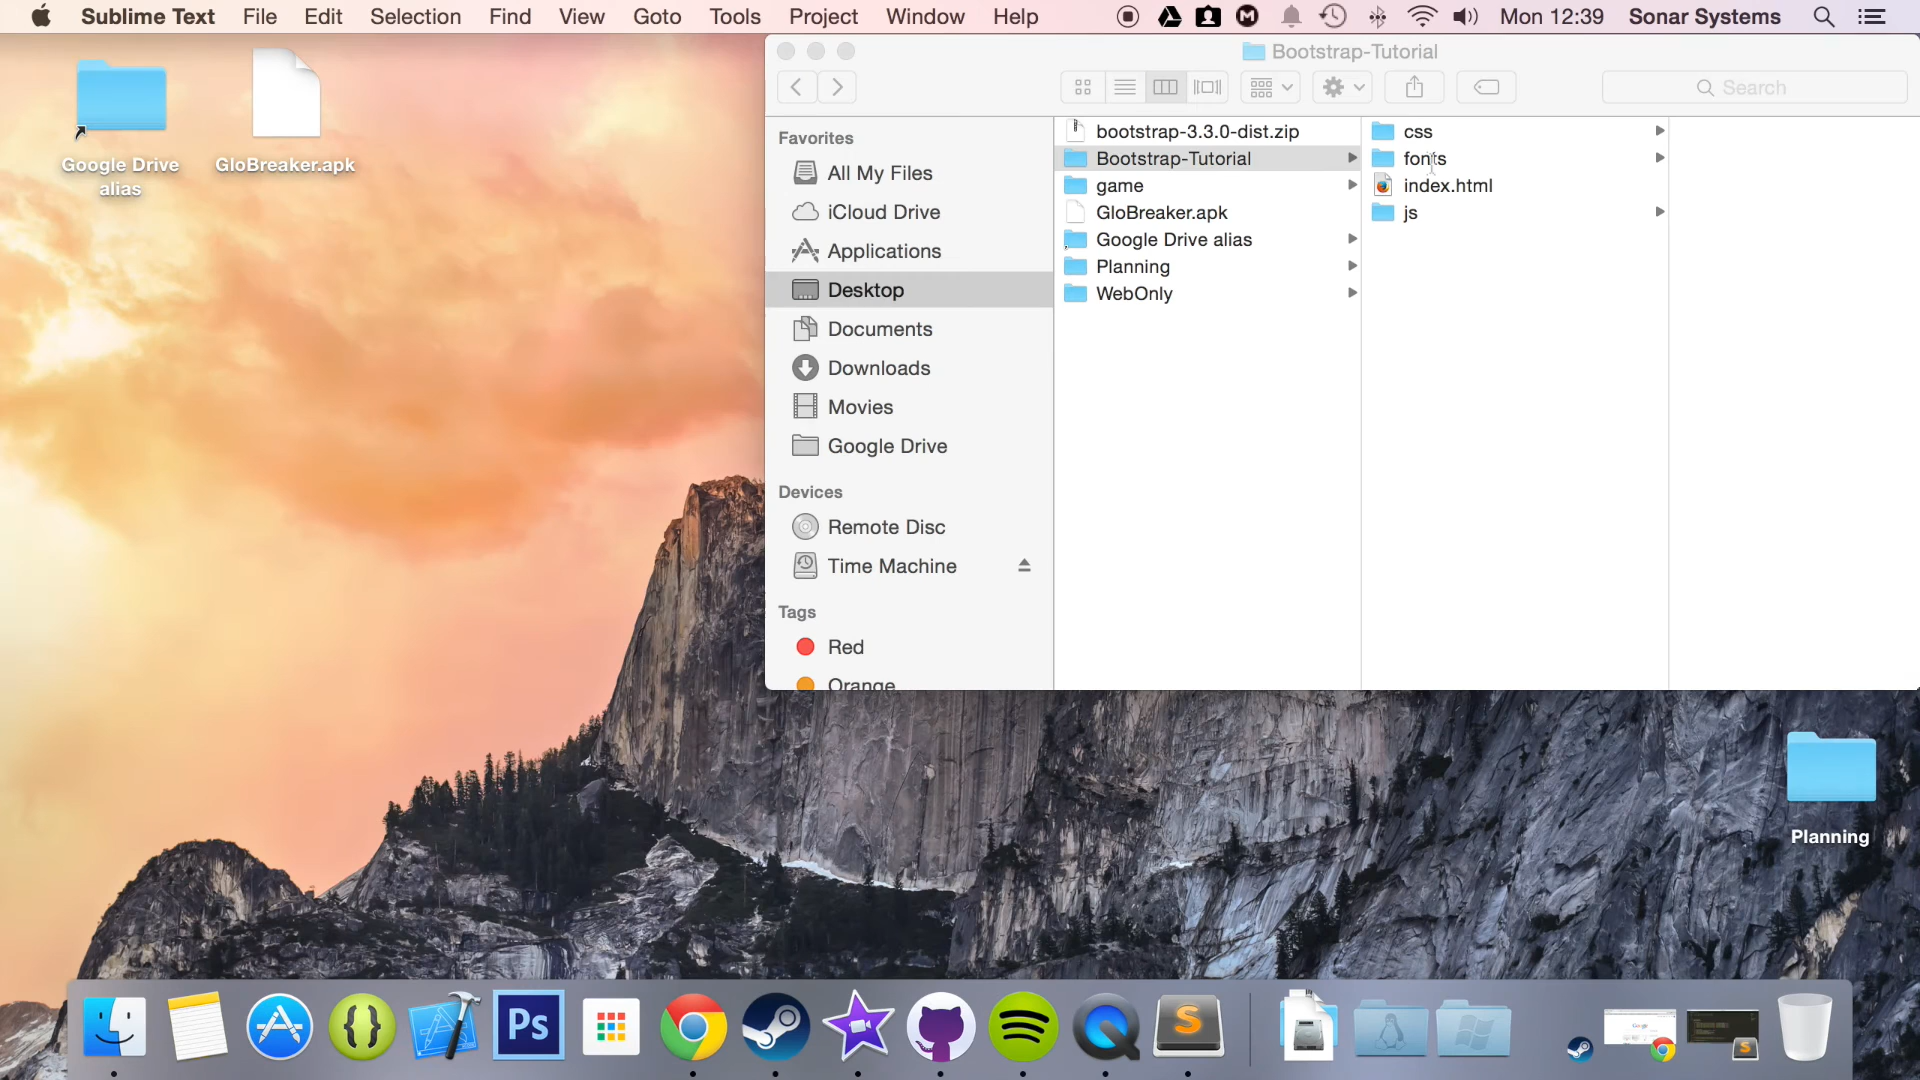 Sublime Text File Edit Selection Find View Goto Tools Project Window Help Mon 12:39 Sonar Systems
Google Drive
alias
GloBreaker.apk
Bootstrap-Tutorial
Search
Favorites
All My Files
iCloud Drive
Applications
Desktop
Documents
Downloads
Movies
Google Drive
Devices
Remote Disc
Time Machine
Tags
Red
Orange
bootstrap-3.3.0-dist.zip
Bootstrap-Tutorial
game
GloBreaker.apk
Google Drive alias
Planning
WebOnly
css
fonts
index.html
js
Planning
Ps